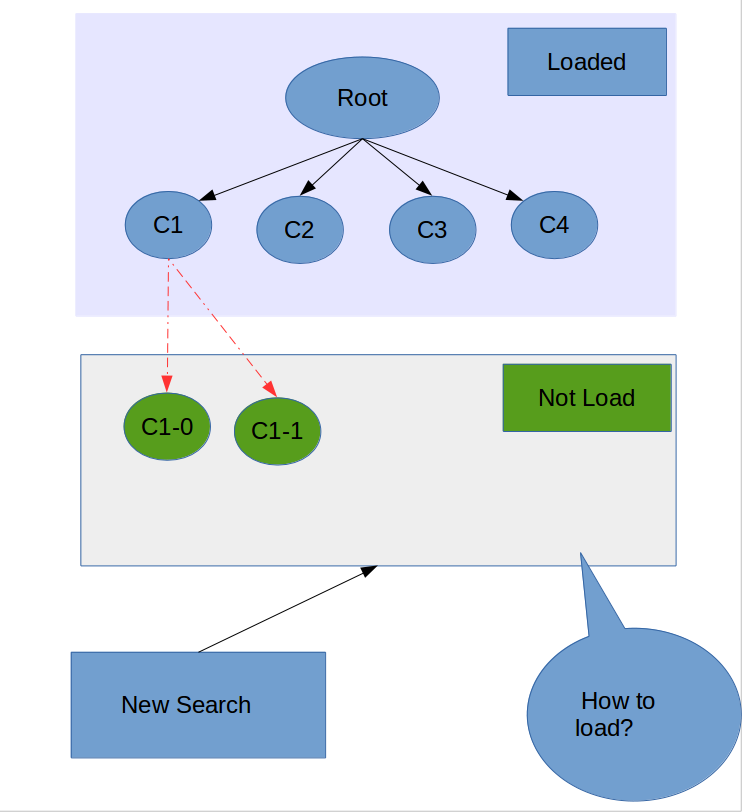 Loaded
Root
C1
C2
C3
C4
Not Load
C1-0
C1-1
New Search
How to
load?